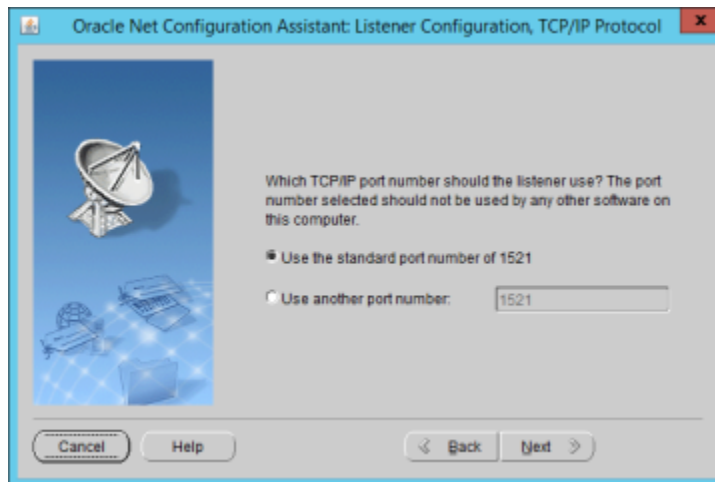 Oracle Net Configuration Assistant: Listener Configuration, TCP/IP Protocol
x
Which TCP/IP port number should the listener use? The port
number selected should not be used by any other software on
this computer.
Use the standard port number of 1521
Use another port number: 1521
Cancel Help Back Next